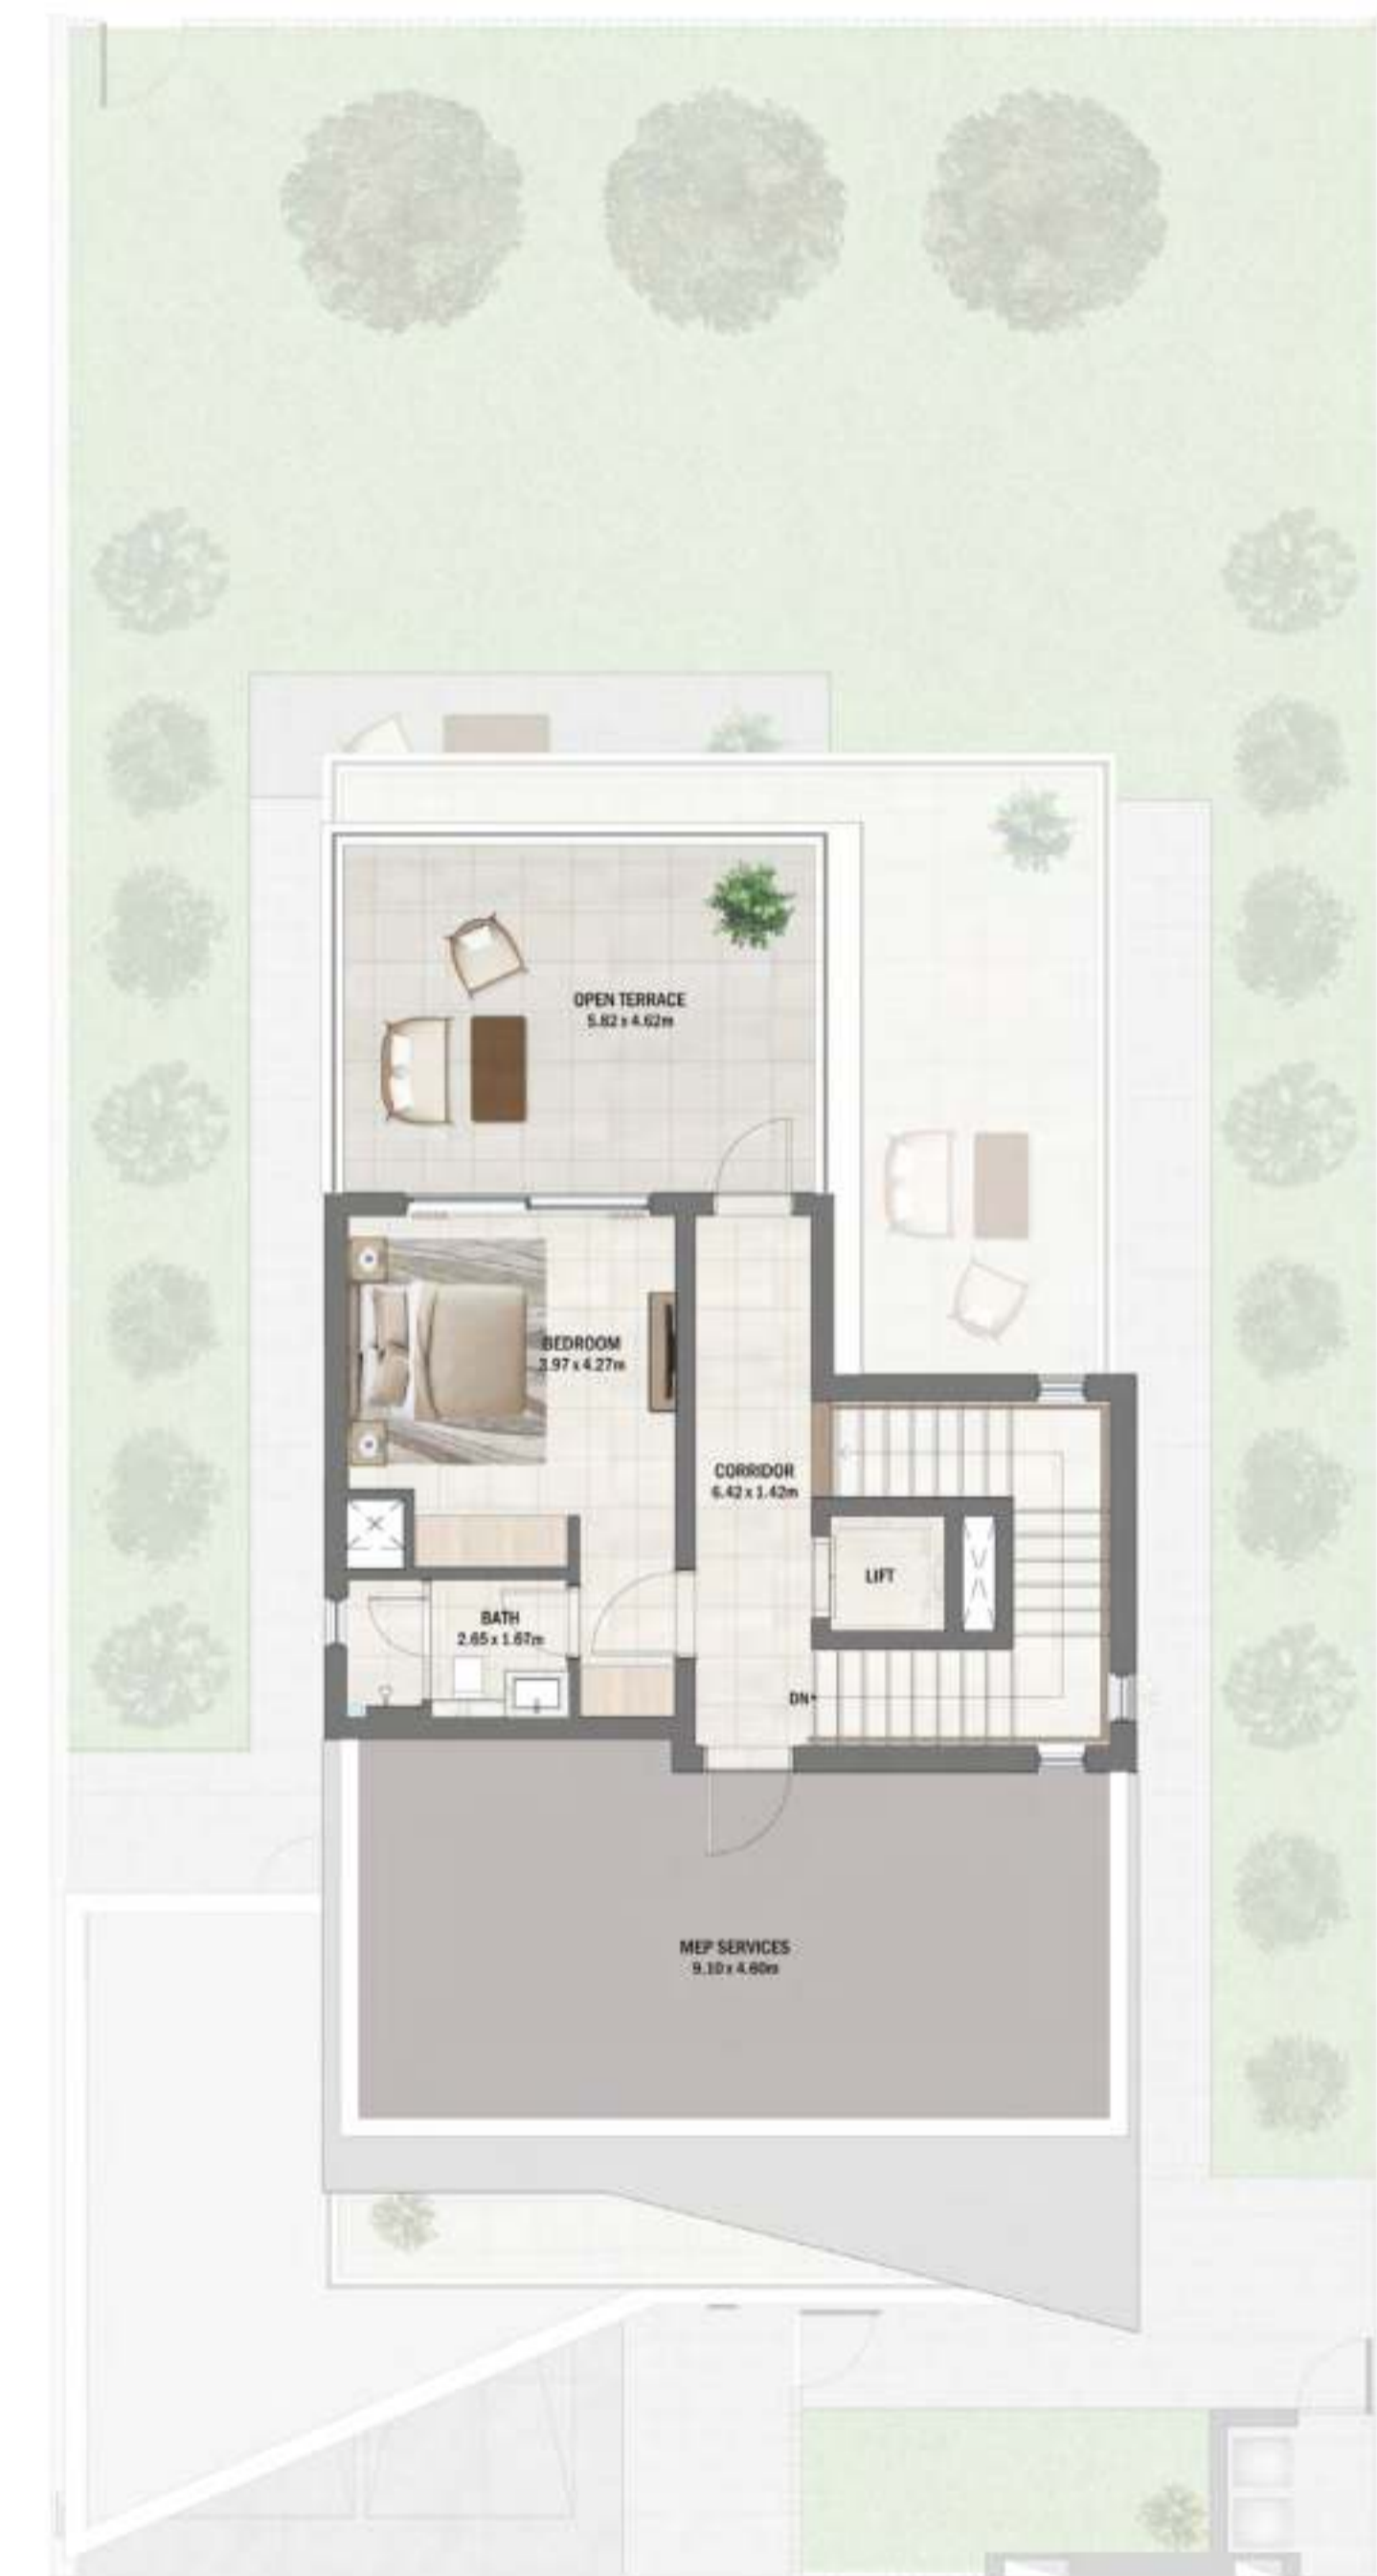 OPEN TERRACE
5.82 x 4.62m
BEDROOM
3.97 x 4.27m
CORRIDOR
6.42 x 1.42m
LIFT
BATH
2.65 x 1.67m
DN
MEP SERVICES
9.10 x 4.60m